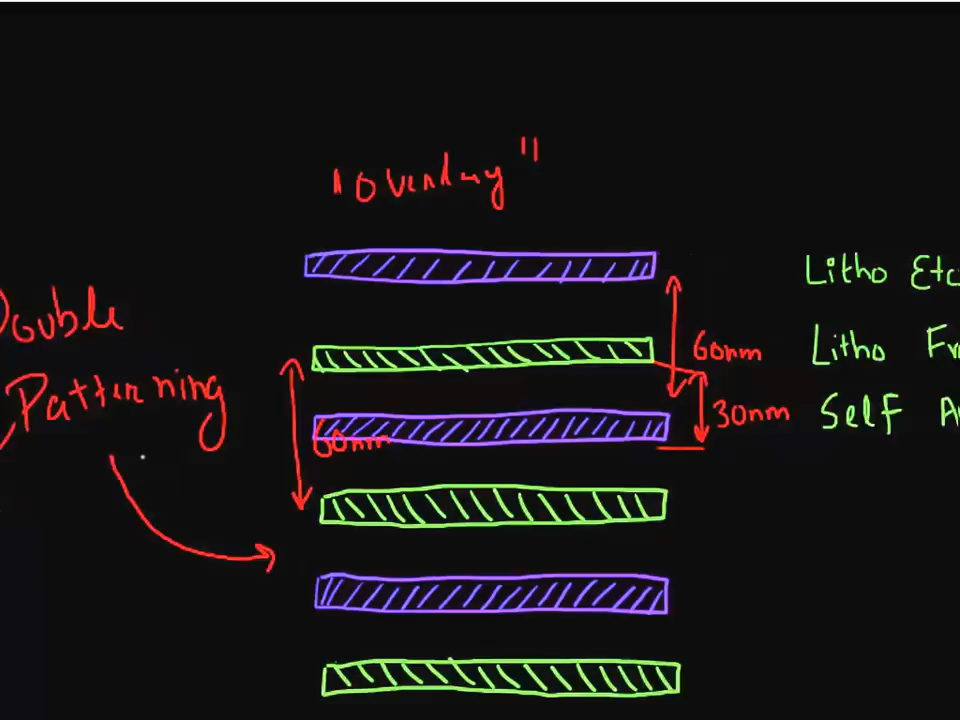 "Overlay"
Double
Patterning
60nm
30nm
60nm
Litho Etc
Litho Fr
Self A